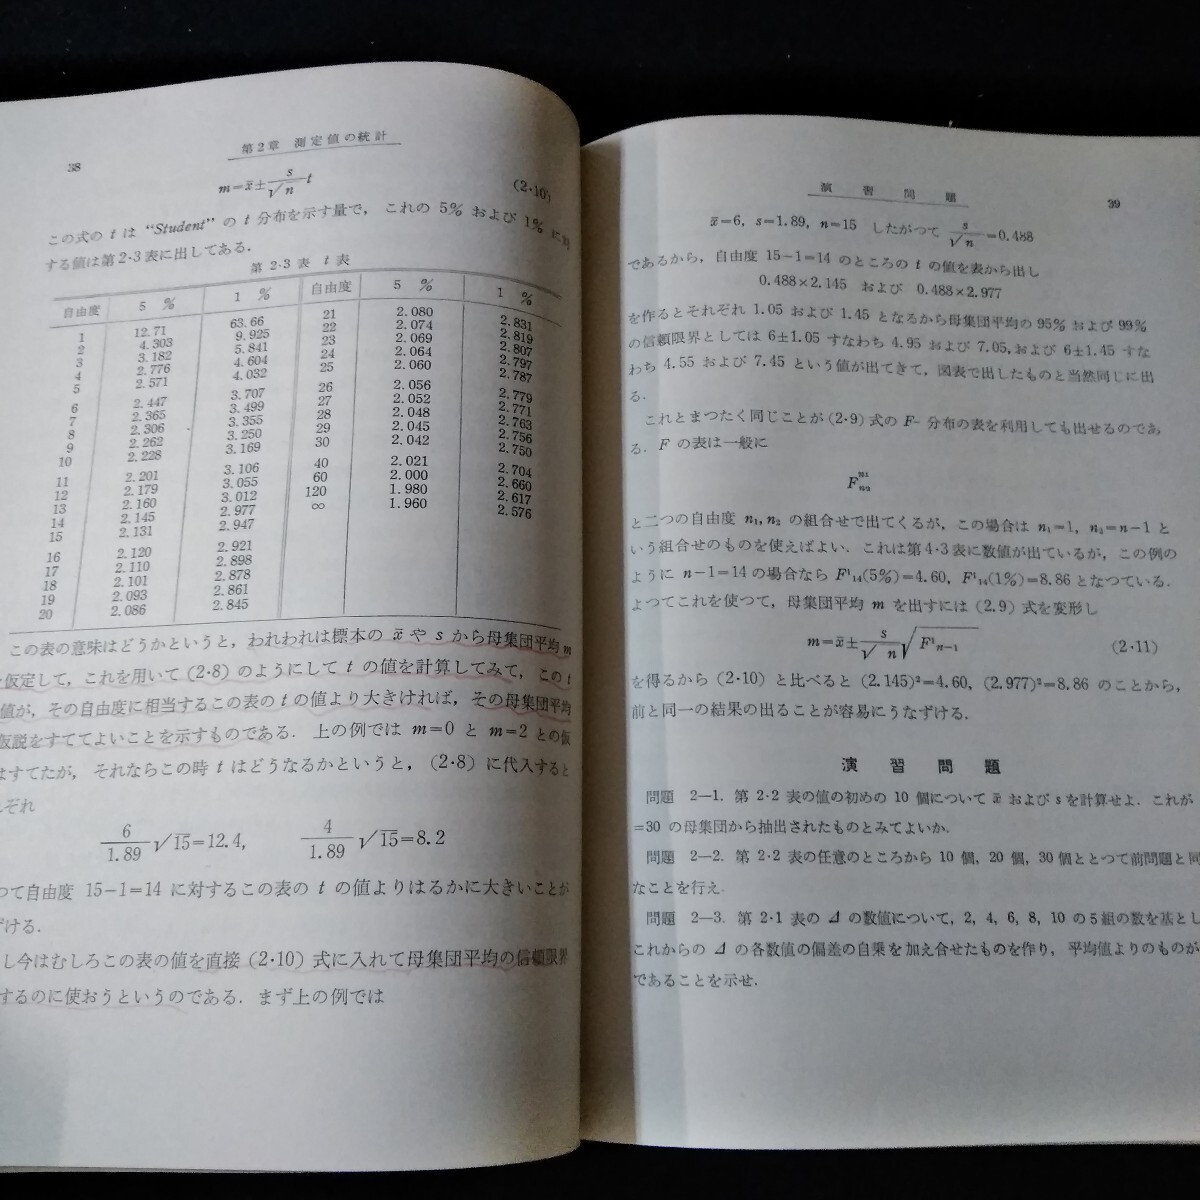 38
第2章 測定値の統計
m=x̄±s/√n t (2·10)
この式の t は “Student” の t 分布を示す量で, これの 5% および 1% に対
する値は第2·3表に出してある.
第 2·3 表 t 表
自由度 5 % 1 % 自由度 5 % 1 %
1 12.71 63.66 21 2.080 2.831
2 4.303 9.925 22 2.074 2.819
3 3.182 5.841 23 2.069 2.807
4 2.776 4.604 24 2.064 2.797
5 2.571 4.032 25 2.060 2.787
6 2.447 3.707 26 2.056 2.779
7 2.365 3.499 27 2.052 2.771
8 2.306 3.355 28 2.048 2.763
9 2.262 3.250 29 2.045 2.756
10 2.228 3.169 30 2.042 2.750
11 2.201 3.106 40 2.021 2.704
12 2.179 3.055 60 2.000 2.660
13 2.160 3.012 120 1.980 2.617
14 2.145 2.977 ∞ 1.960 2.576
15 2.131 2.947
16 2.120 2.921
17 2.110 2.898
18 2.101 2.878
19 2.093 2.861
20 2.086 2.845
この表の意味はどうかというと, われわれは標本の x̄ や s から母集団平均 m
を仮定して, これを用いて (2·8) のようにして t の値を計算してみて, この t
値が, その自由度に相当するこの表の t の値より大きければ, その母集団平均
仮説をすててよいことを示すものである. 上の例では m=0 と m=2 との仮
はすてたが, それならこの時 t はどうなるかというと, (2·8) に代入すると
ぞれ
6/1.89 √15=12.4, 4/1.89 √15=8.2
つて自由度 15−1=14 に対するこの表の t の値よりはるかに大きいことが
ずける.
し今はむしろこの表の値を直接 (2·10) 式に入れて母集団平均の信頼限界
するのに使おうというのである. まず上の例では
演習問題
39
x̄=6, s=1.89, n=15 したがつて s/√n=0.488
であるから, 自由度 15−1=14 のところの t の値を表から出し
0.488×2.145 および 0.488×2.977
を作るとそれぞれ 1.05 および 1.45 となるから母集団平均の 95% および 99%
の信頼限界としては 6±1.05 すなわち 4.95 および 7.05, および 6±1.45 すな
わち 4.55 および 7.45 という値が出てきて, 図表で出したものと当然同じに出
る.
これとまつたく同じことが (2·9) 式の F- 分布の表を利用しても出せるのであ
る. F の表は一般に
F^{n₁}_{n₂}
と二つの自由度 n₁, n₂ の組合せで出てくるが, この場合は n₁=1, n₂=n−1 と
いう組合せのものを使えばよい. これは第4·3表に数値が出ているが, この例の
ように n−1=14 の場合なら F¹₁₄(5%)=4.60, F¹₁₄(1%)=8.86 となつている.
よつてこれを使つて, 母集団平均 m を出すには (2.9) 式を変形し
m=x̄±s/√n √F¹ₙ₋₁ (2·11)
を得るから (2·10) と比べると (2.145)²=4.60, (2.977)²=8.86 のことから,
前と同一の結果の出ることが容易にうなずける.
演習問題
問題 2—1. 第 2·2 表の値の初めの 10 個について x̄ および s を計算せよ. これが
=30 の母集団から抽出されたものとみてよいか.
問題 2—2. 第 2·2 表の任意のところから 10 個, 20 個, 30個ととつて前問題と同
なことを行え.
問題 2—3. 第 2·1 表の Δ の数値について, 2, 4, 6, 8, 10 の5組の数を基とし
これからの Δ の各数値の偏差の自乗を加え合せたものを作り, 平均値よりのものが
であることを示せ.